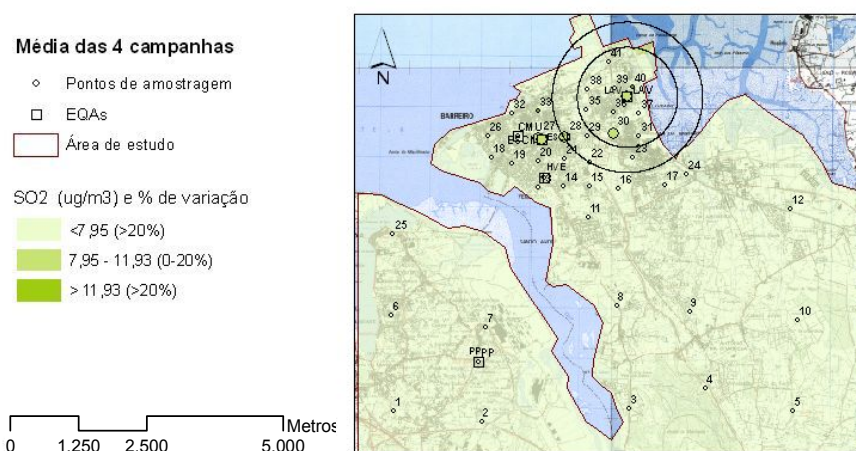 Média das 4 campanhas
Pontos de amostragem
EQAs
Área de estudo
SO2 (ug/m3) e % de variação
<7,95 (>20%)
7,95 - 11,93 (0-20%)
> 11,93 (>20%)
Metros
0 1.250 2.500 5.000
N
41
38 39 40
35 36 37
32 33
BARREIRO
26 27 28 29 30 31
CMU
18 19 20 21 22 23
24
HVE
14 15 16 17
11
12
25
6
7
8
9
10
PPPP
1
2
3
4
5